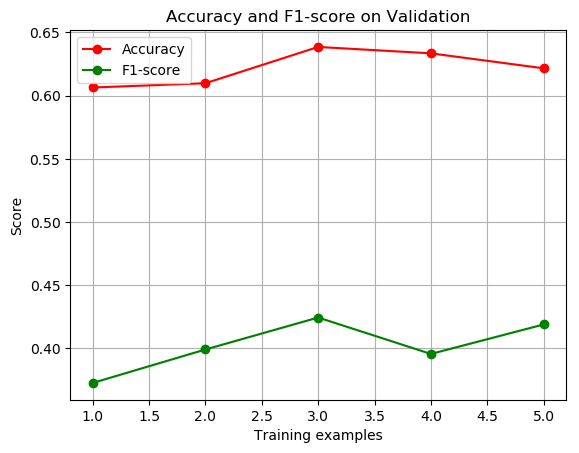 Accuracy and F1-score on Validation
Accuracy
F1-score
0.65
0.60
0.55
0.50
0.45
0.40
Score
1.0 1.5 2.0 2.5 3.0 3.5 4.0 4.5 5.0
Training examples